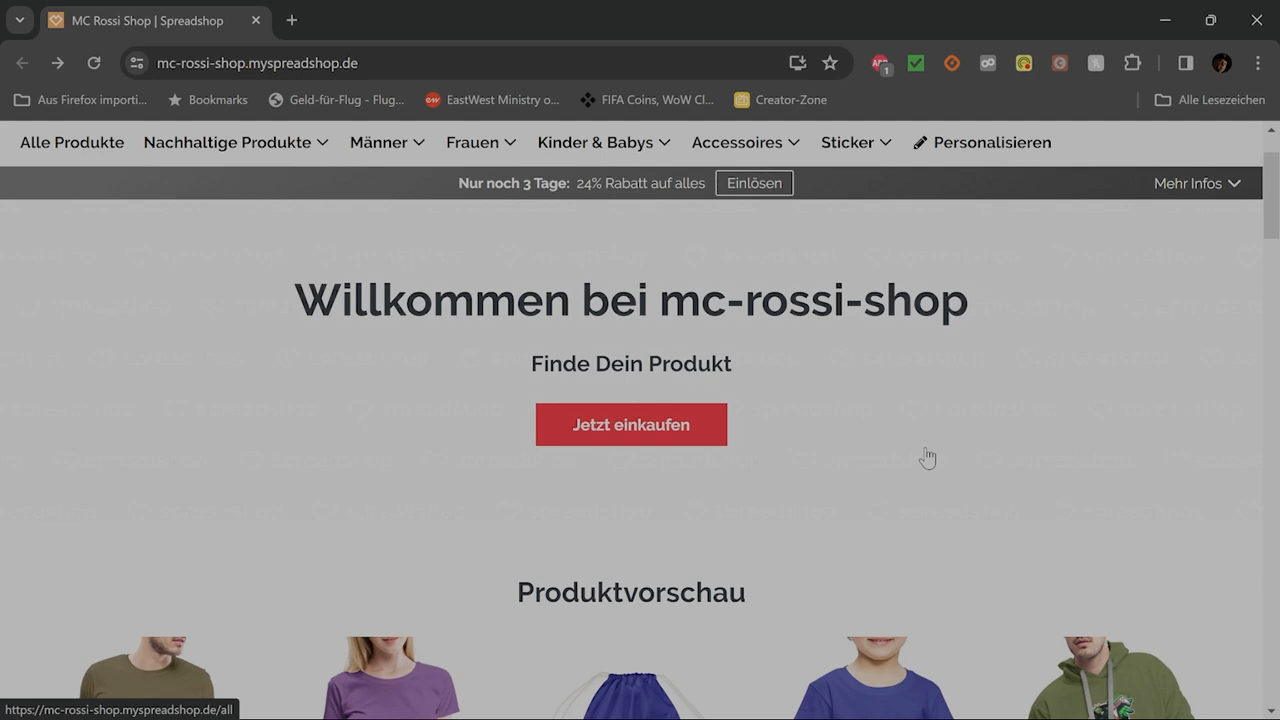 MC Rossi Shop | Spreadshop
mc-rossi-shop.myspreadshop.de
1
Aus Firefox importi...
Bookmarks
Geld-für-Flug - Flug...
EastWest Ministry o...
FIFA Coins, WoW Cl...
Creator-Zone
Alle Lesezeichen
Alle Produkte
Nachhaltige Produkte
Männer
Frauen
Kinder & Babys
Accessoires
Sticker
Personalisieren
Nur noch 3 Tage: 24% Rabatt auf alles
Einlösen
Mehr Infos
Willkommen bei mc-rossi-shop
Finde Dein Produkt
Jetzt einkaufen
Produktvorschau
https://mc-rossi-shop.myspreadshop.de/all